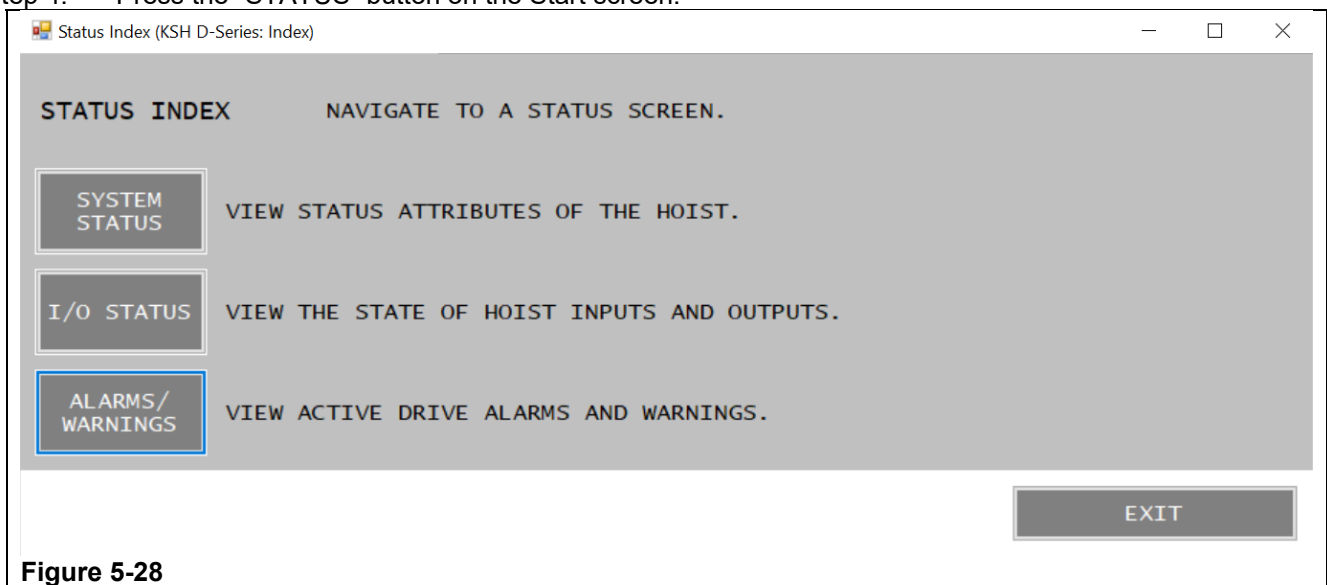 Press the "STATUS" button on the Start screen.
Status Index (KSH D-Series: Index)
STATUS INDEX NAVIGATE TO A STATUS SCREEN.
SYSTEM
STATUS
VIEW STATUS ATTRIBUTES OF THE HOIST.
I/O STATUS
VIEW THE STATE OF HOIST INPUTS AND OUTPUTS.
ALARMS/
WARNINGS
VIEW ACTIVE DRIVE ALARMS AND WARNINGS.
EXIT
Figure 5-28